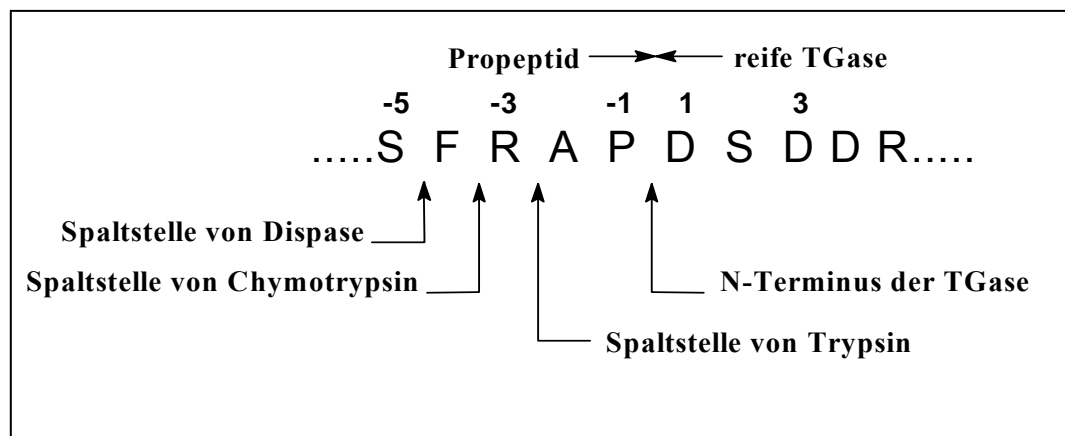 Propeptid reife TGase
-5 -3 -1 1 3
.....S F R A P D S D D R.....
Spaltstelle von Dispase
Spaltstelle von Chymotrypsin N-Terminus der TGase
Spaltstelle von Trypsin